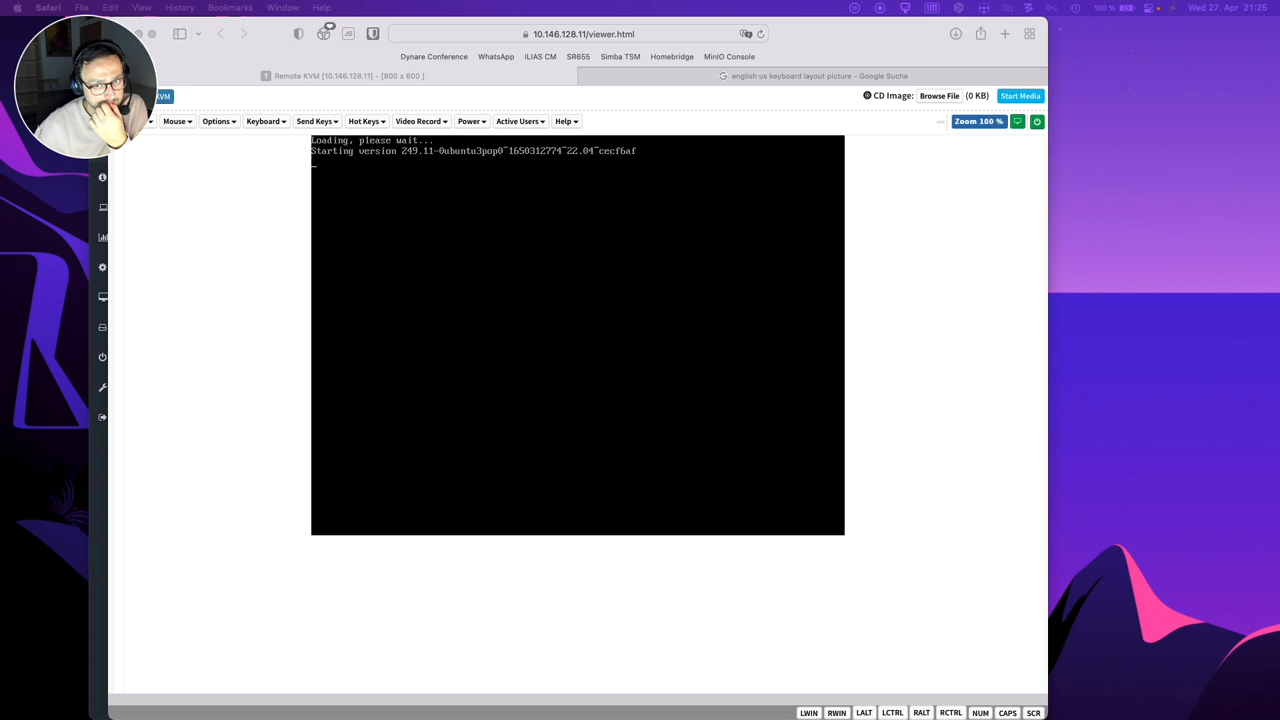 Safari File Edit View History Bookmarks Window Help
100 % Wed 27. Apr 21:25
10.146.128.11/viewer.html
Dynare Conference WhatsApp ILIAS CM SR655 Simba TSM Homebridge MinIO Console
1 Remote KVM [10.146.128.11] - [800 x 600 ]
english us keyboard layout picture - Google Suche
KVM
CD Image: Browse File (0 KB) Start Media
Mouse Options Keyboard Send Keys Hot Keys Video Record Power Active Users Help
Zoom 100 %
Loading, please wait...
Starting version 249.11-0ubuntu3pop0~1650312774~22.04~cecf6af
LWIN RWIN LALT LCTRL RALT RCTRL NUM CAPS SCR